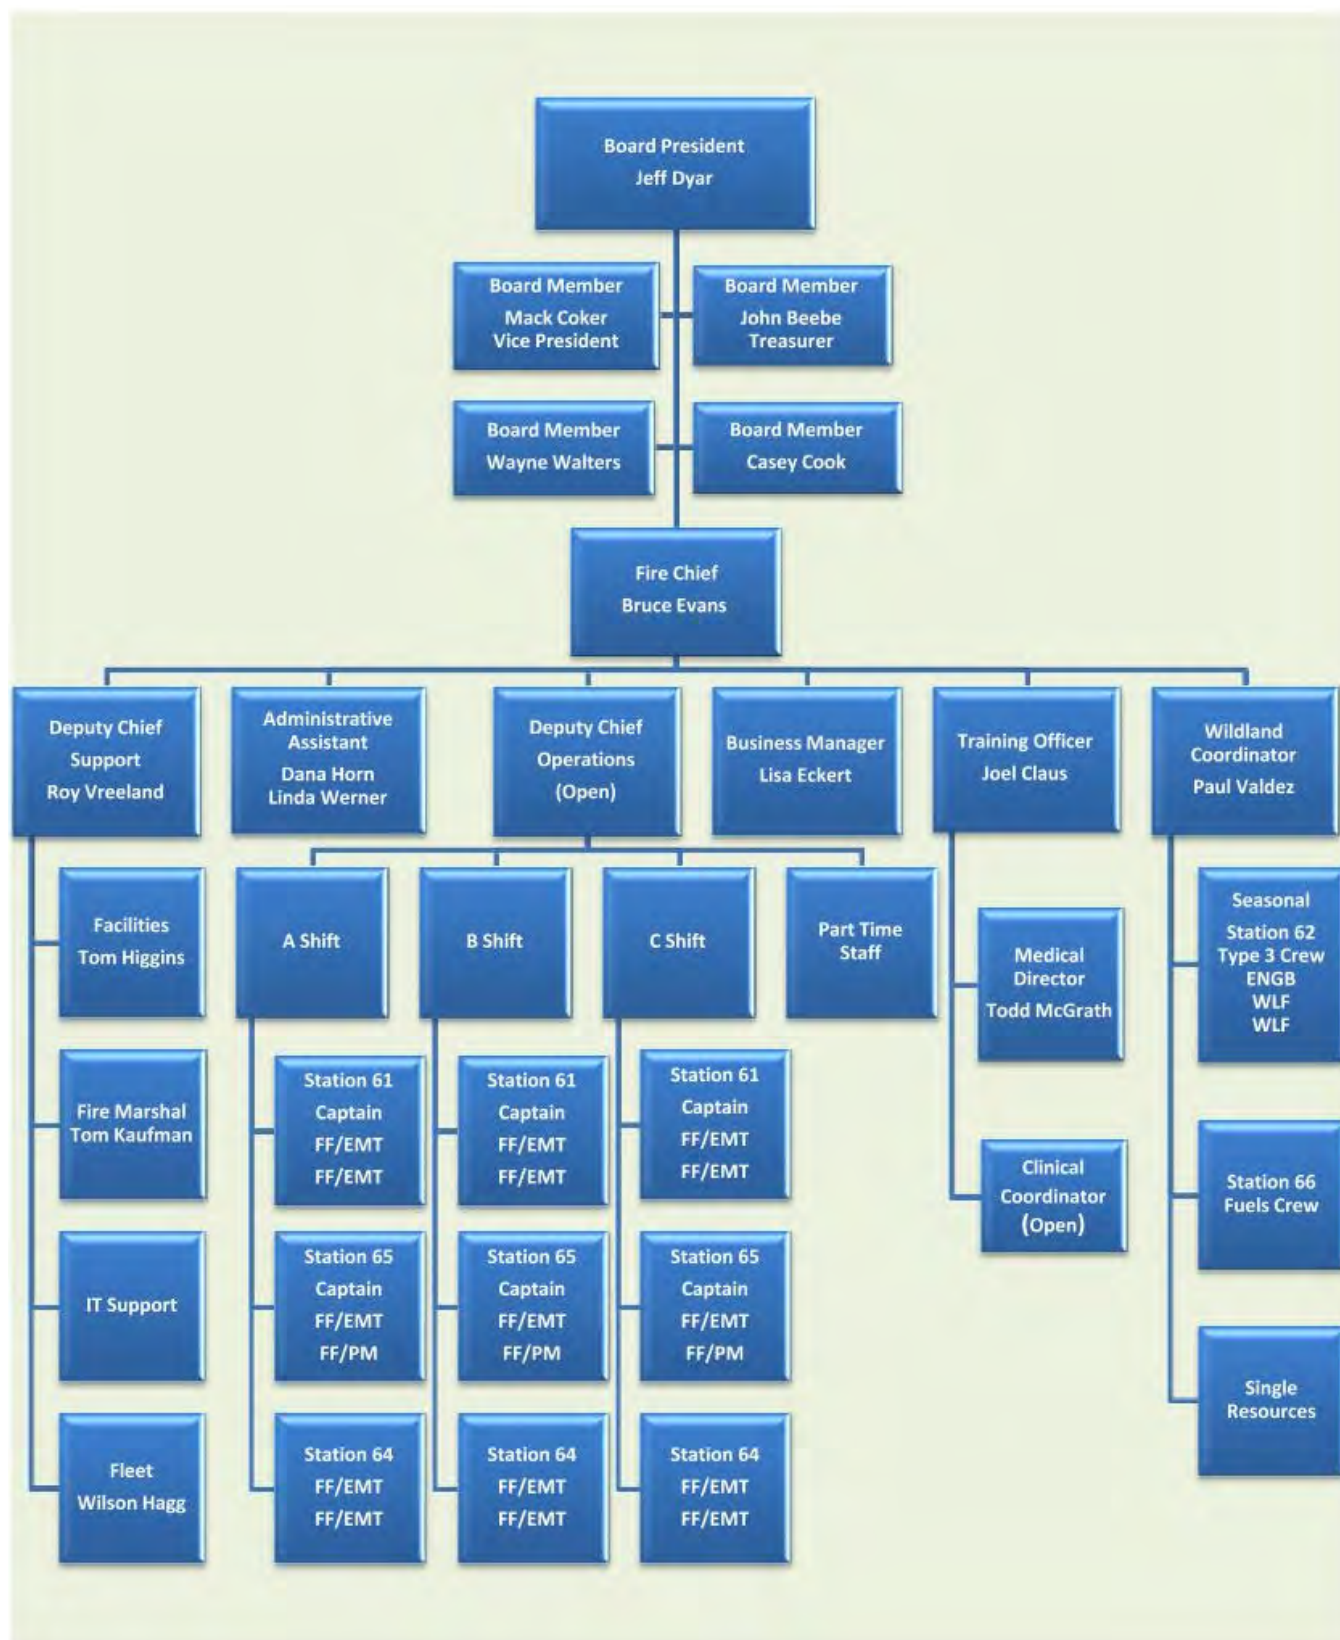 Board President
Jeff Dyar
Board Member
Mack Coker
Vice President
Board Member
John Beebe
Treasurer
Board Member
Wayne Walters
Board Member
Casey Cook
Fire Chief
Bruce Evans
Deputy Chief
Support
Roy Vreeland
Administrative
Assistant
Dana Horn
Linda Werner
Deputy Chief
Operations
(Open)
Business Manager
Lisa Eckert
Training Officer
Joel Claus
Wildland
Coordinator
Paul Valdez
Facilities
Tom Higgins
Fire Marshal
Tom Kaufman
IT Support
Fleet
Wilson Hagg
A Shift
Station 61
Captain
FF/EMT
FF/EMT
Station 65
Captain
FF/EMT
FF/PM
Station 64
FF/EMT
FF/EMT
B Shift
Station 61
Captain
FF/EMT
FF/EMT
Station 65
Captain
FF/EMT
FF/PM
Station 64
FF/EMT
FF/EMT
C Shift
Station 61
Captain
FF/EMT
FF/EMT
Station 65
Captain
FF/EMT
FF/PM
Station 64
FF/EMT
FF/EMT
Part Time
Staff
Medical
Director
Todd McGrath
Clinical
Coordinator
(Open)
Seasonal
Station 62
Type 3 Crew
ENGB
WLF
WLF
Station 66
Fuels Crew
Single
Resources